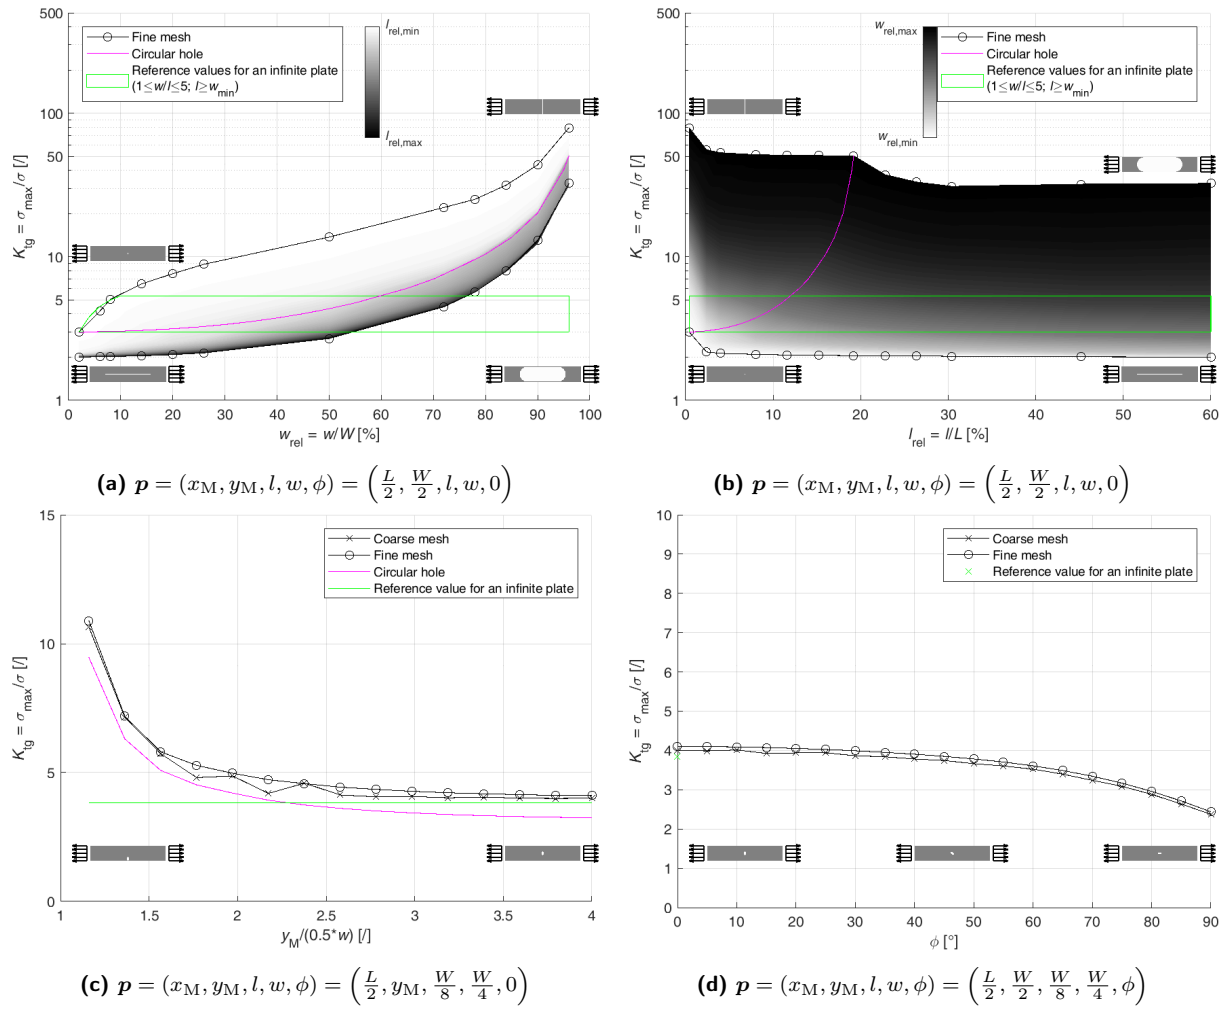 500
100
50
10
5
1
K_tg = σ_max/σ [/]
Fine mesh
Circular hole
Reference values for an infinite plate
(1≤w/l≤5; l≥w_min)
l_rel,min
l_rel,max
0 10 20 30 40 50 60 70 80 90 100
w_rel = w/W [%]
(a) p = (x_M, y_M, l, w, ϕ) = (L/2, W/2, l, w, 0)
500
100
50
10
5
1
K_tg = σ_max/σ [/]
w_rel,max
w_rel,min
Fine mesh
Circular hole
Reference values for an infinite plate
(1≤w/l≤5; l≥w_min)
0 10 20 30 40 50 60
l_rel = l/L [%]
(b) p = (x_M, y_M, l, w, ϕ) = (L/2, W/2, l, w, 0)
15
10
5
0
K_tg = σ_max/σ [/]
Coarse mesh
Fine mesh
Circular hole
Reference value for an infinite plate
1 1.5 2 2.5 3 3.5 4
y_M/(0.5*w) [/]
(c) p = (x_M, y_M, l, w, ϕ) = (L/2, y_M, W/8, W/4, 0)
10
9
8
7
6
5
4
3
2
1
0
K_tg = σ_max/σ [/]
Coarse mesh
Fine mesh
Reference value for an infinite plate
0 10 20 30 40 50 60 70 80 90
ϕ [°]
(d) p = (x_M, y_M, l, w, ϕ) = (L/2, W/2, W/8, W/4, ϕ)